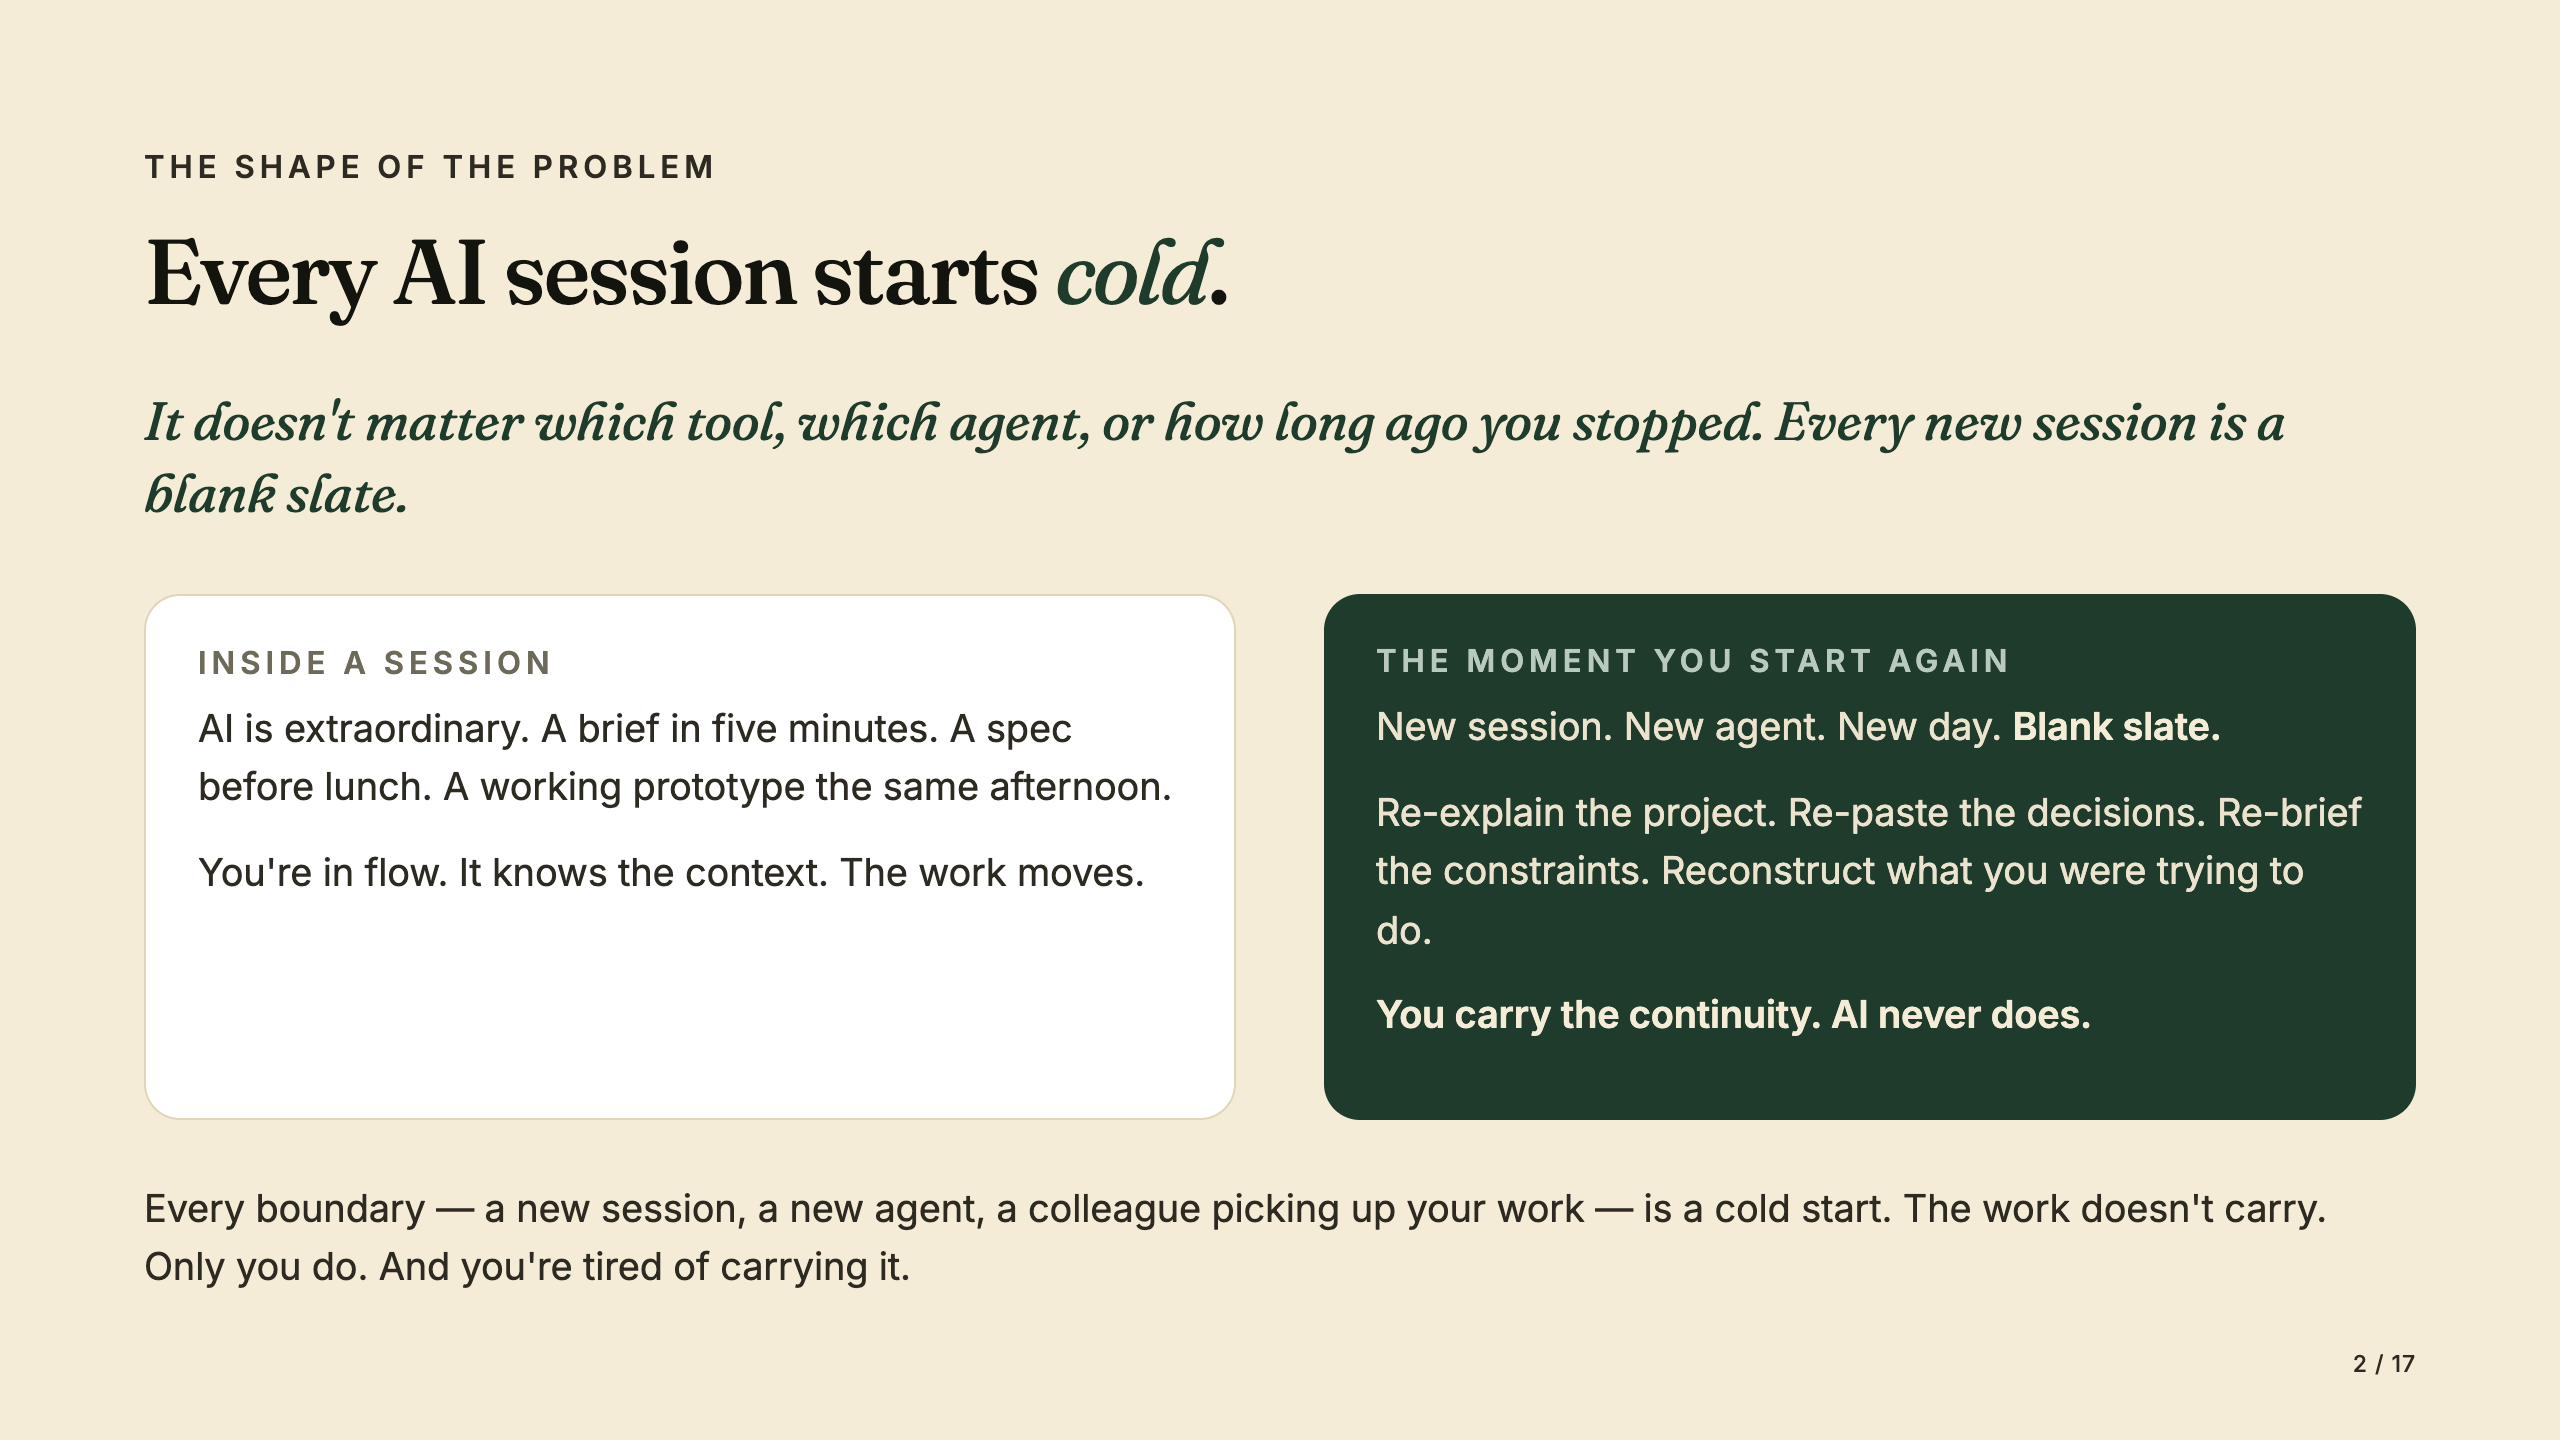 THE SHAPE OF THE PROBLEM
Every AI session starts cold.
It doesn't matter which tool, which agent, or how long ago you stopped. Every new session is a
blank slate.
INSIDE A SESSION
AI is extraordinary. A brief in five minutes. A spec
before lunch. A working prototype the same afternoon.
You're in flow. It knows the context. The work moves.
THE MOMENT YOU START AGAIN
New session. New agent. New day. Blank slate.
Re-explain the project. Re-paste the decisions. Re-brief
the constraints. Reconstruct what you were trying to
do.
You carry the continuity. AI never does.
Every boundary — a new session, a new agent, a colleague picking up your work — is a cold start. The work doesn't carry.
Only you do. And you're tired of carrying it.
2 / 17